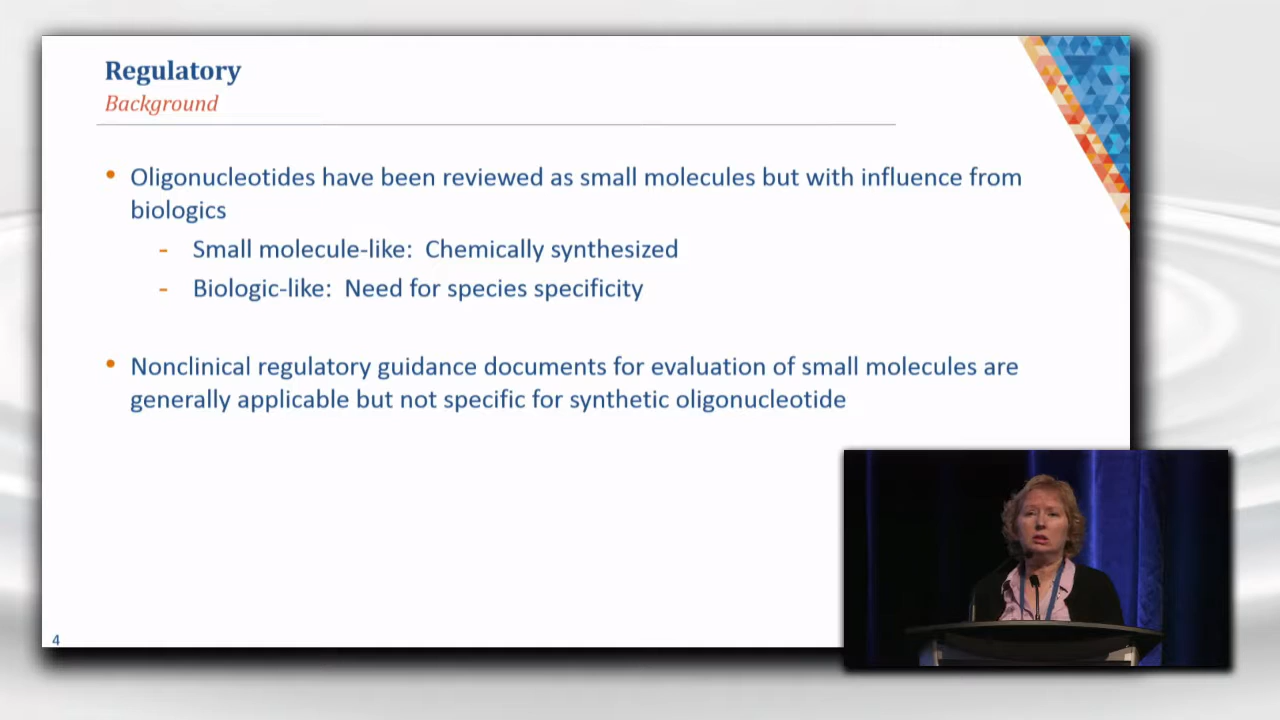 Regulatory
Background
• Oligonucleotides have been reviewed as small molecules but with influence from
biologics
- Small molecule-like: Chemically synthesized
- Biologic-like: Need for species specificity
• Nonclinical regulatory guidance documents for evaluation of small molecules are
generally applicable but not specific for synthetic oligonucleotide
4